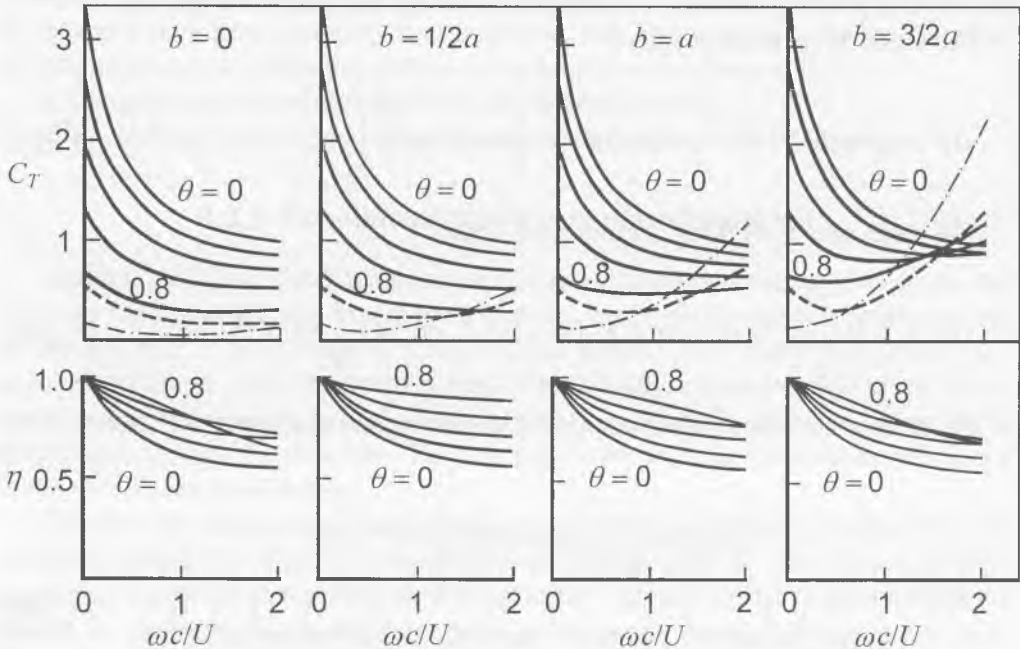 3 b = 0 b = 1/2a b = a b = 3/2a
2
C_T θ = 0 θ = 0 θ = 0 θ = 0
1
0.8 0.8 0.8 0.8
1.0 0.8 0.8 0.8 0.8
η 0.5 θ = 0 θ = 0 θ = 0 θ = 0
0 1 2 0 1 2 0 1 2 0 1 2
ωc/U ωc/U ωc/U ωc/U